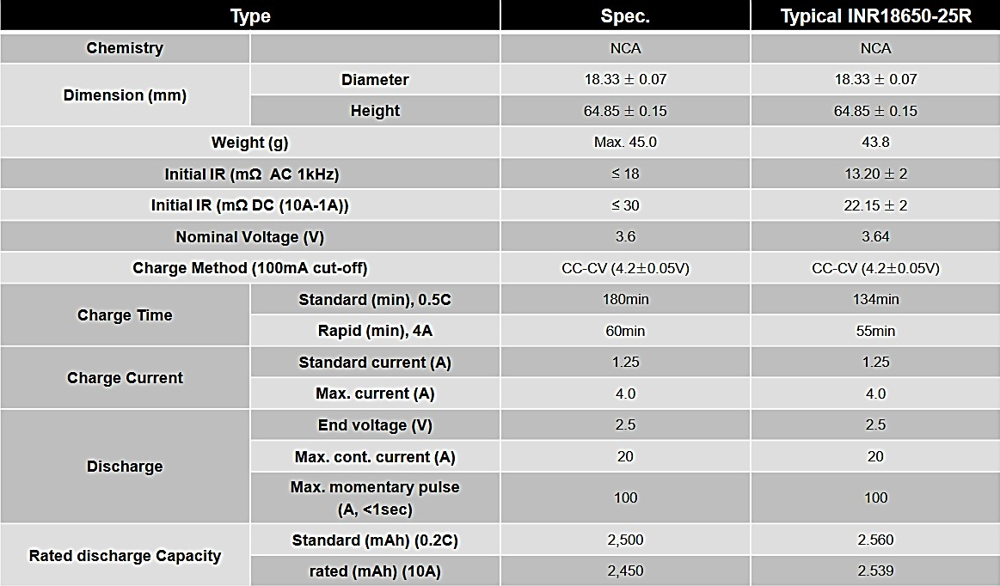 Type Spec. Typical INR18650-25R
Chemistry NCA NCA
Dimension (mm) Diameter 18.33 ± 0.07 18.33 ± 0.07
Height 64.85 ± 0.15 64.85 ± 0.15
Weight (g) Max. 45.0 43.8
Initial IR (mΩ AC 1kHz) ≤ 18 13.20 ± 2
Initial IR (mΩ DC (10A-1A)) ≤ 30 22.15 ± 2
Nominal Voltage (V) 3.6 3.64
Charge Method (100mA cut-off) CC-CV (4.2±0.05V) CC-CV (4.2±0.05V)
Charge Time Standard (min), 0.5C 180min 134min
Rapid (min), 4A 60min 55min
Charge Current Standard current (A) 1.25 1.25
Max. current (A) 4.0 4.0
Discharge End voltage (V) 2.5 2.5
Max. cont. current (A) 20 20
Max. momentary pulse
(A, <1sec) 100 100
Rated discharge Capacity Standard (mAh) (0.2C) 2,500 2.560
rated (mAh) (10A) 2,450 2.539